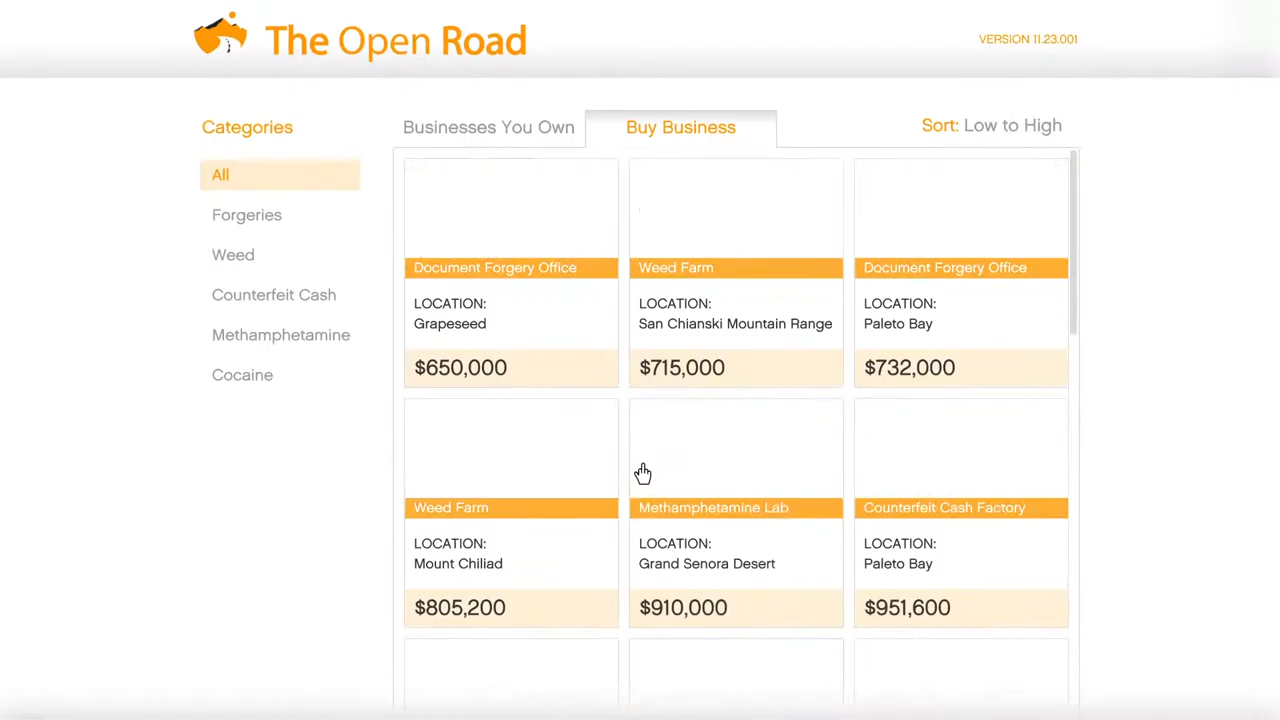 The Open Road
VERSION 11.23.001
Categories
All
Forgeries
Weed
Counterfeit Cash
Methamphetamine
Cocaine
Businesses You Own
Buy Business
Sort: Low to High
Document Forgery Office
LOCATION:
Grapeseed
$650,000
Weed Farm
LOCATION:
San Chianski Mountain Range
$715,000
Document Forgery Office
LOCATION:
Paleto Bay
$732,000
Weed Farm
LOCATION:
Mount Chiliad
$805,200
Methamphetamine Lab
LOCATION:
Grand Senora Desert
$910,000
Counterfeit Cash Factory
LOCATION:
Paleto Bay
$951,600